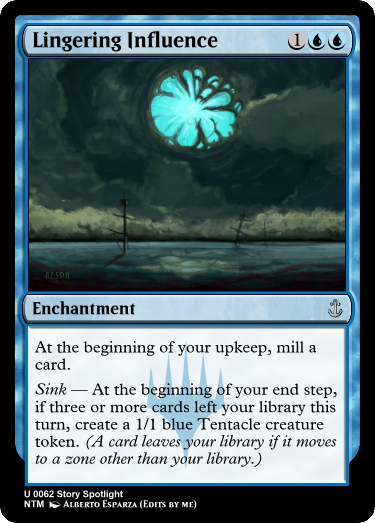 Lingering Influence 1
Enchantment
At the beginning of your upkeep, mill a
card.
Sink — At the beginning of your end step,
if three or more cards left your library this
turn, create a 1/1 blue Tentacle creature
token. (A card leaves your library if it moves
to a zone other than your library.)
U 0062 Story Spotlight
NTM Alberto Esparza (Edits by me)